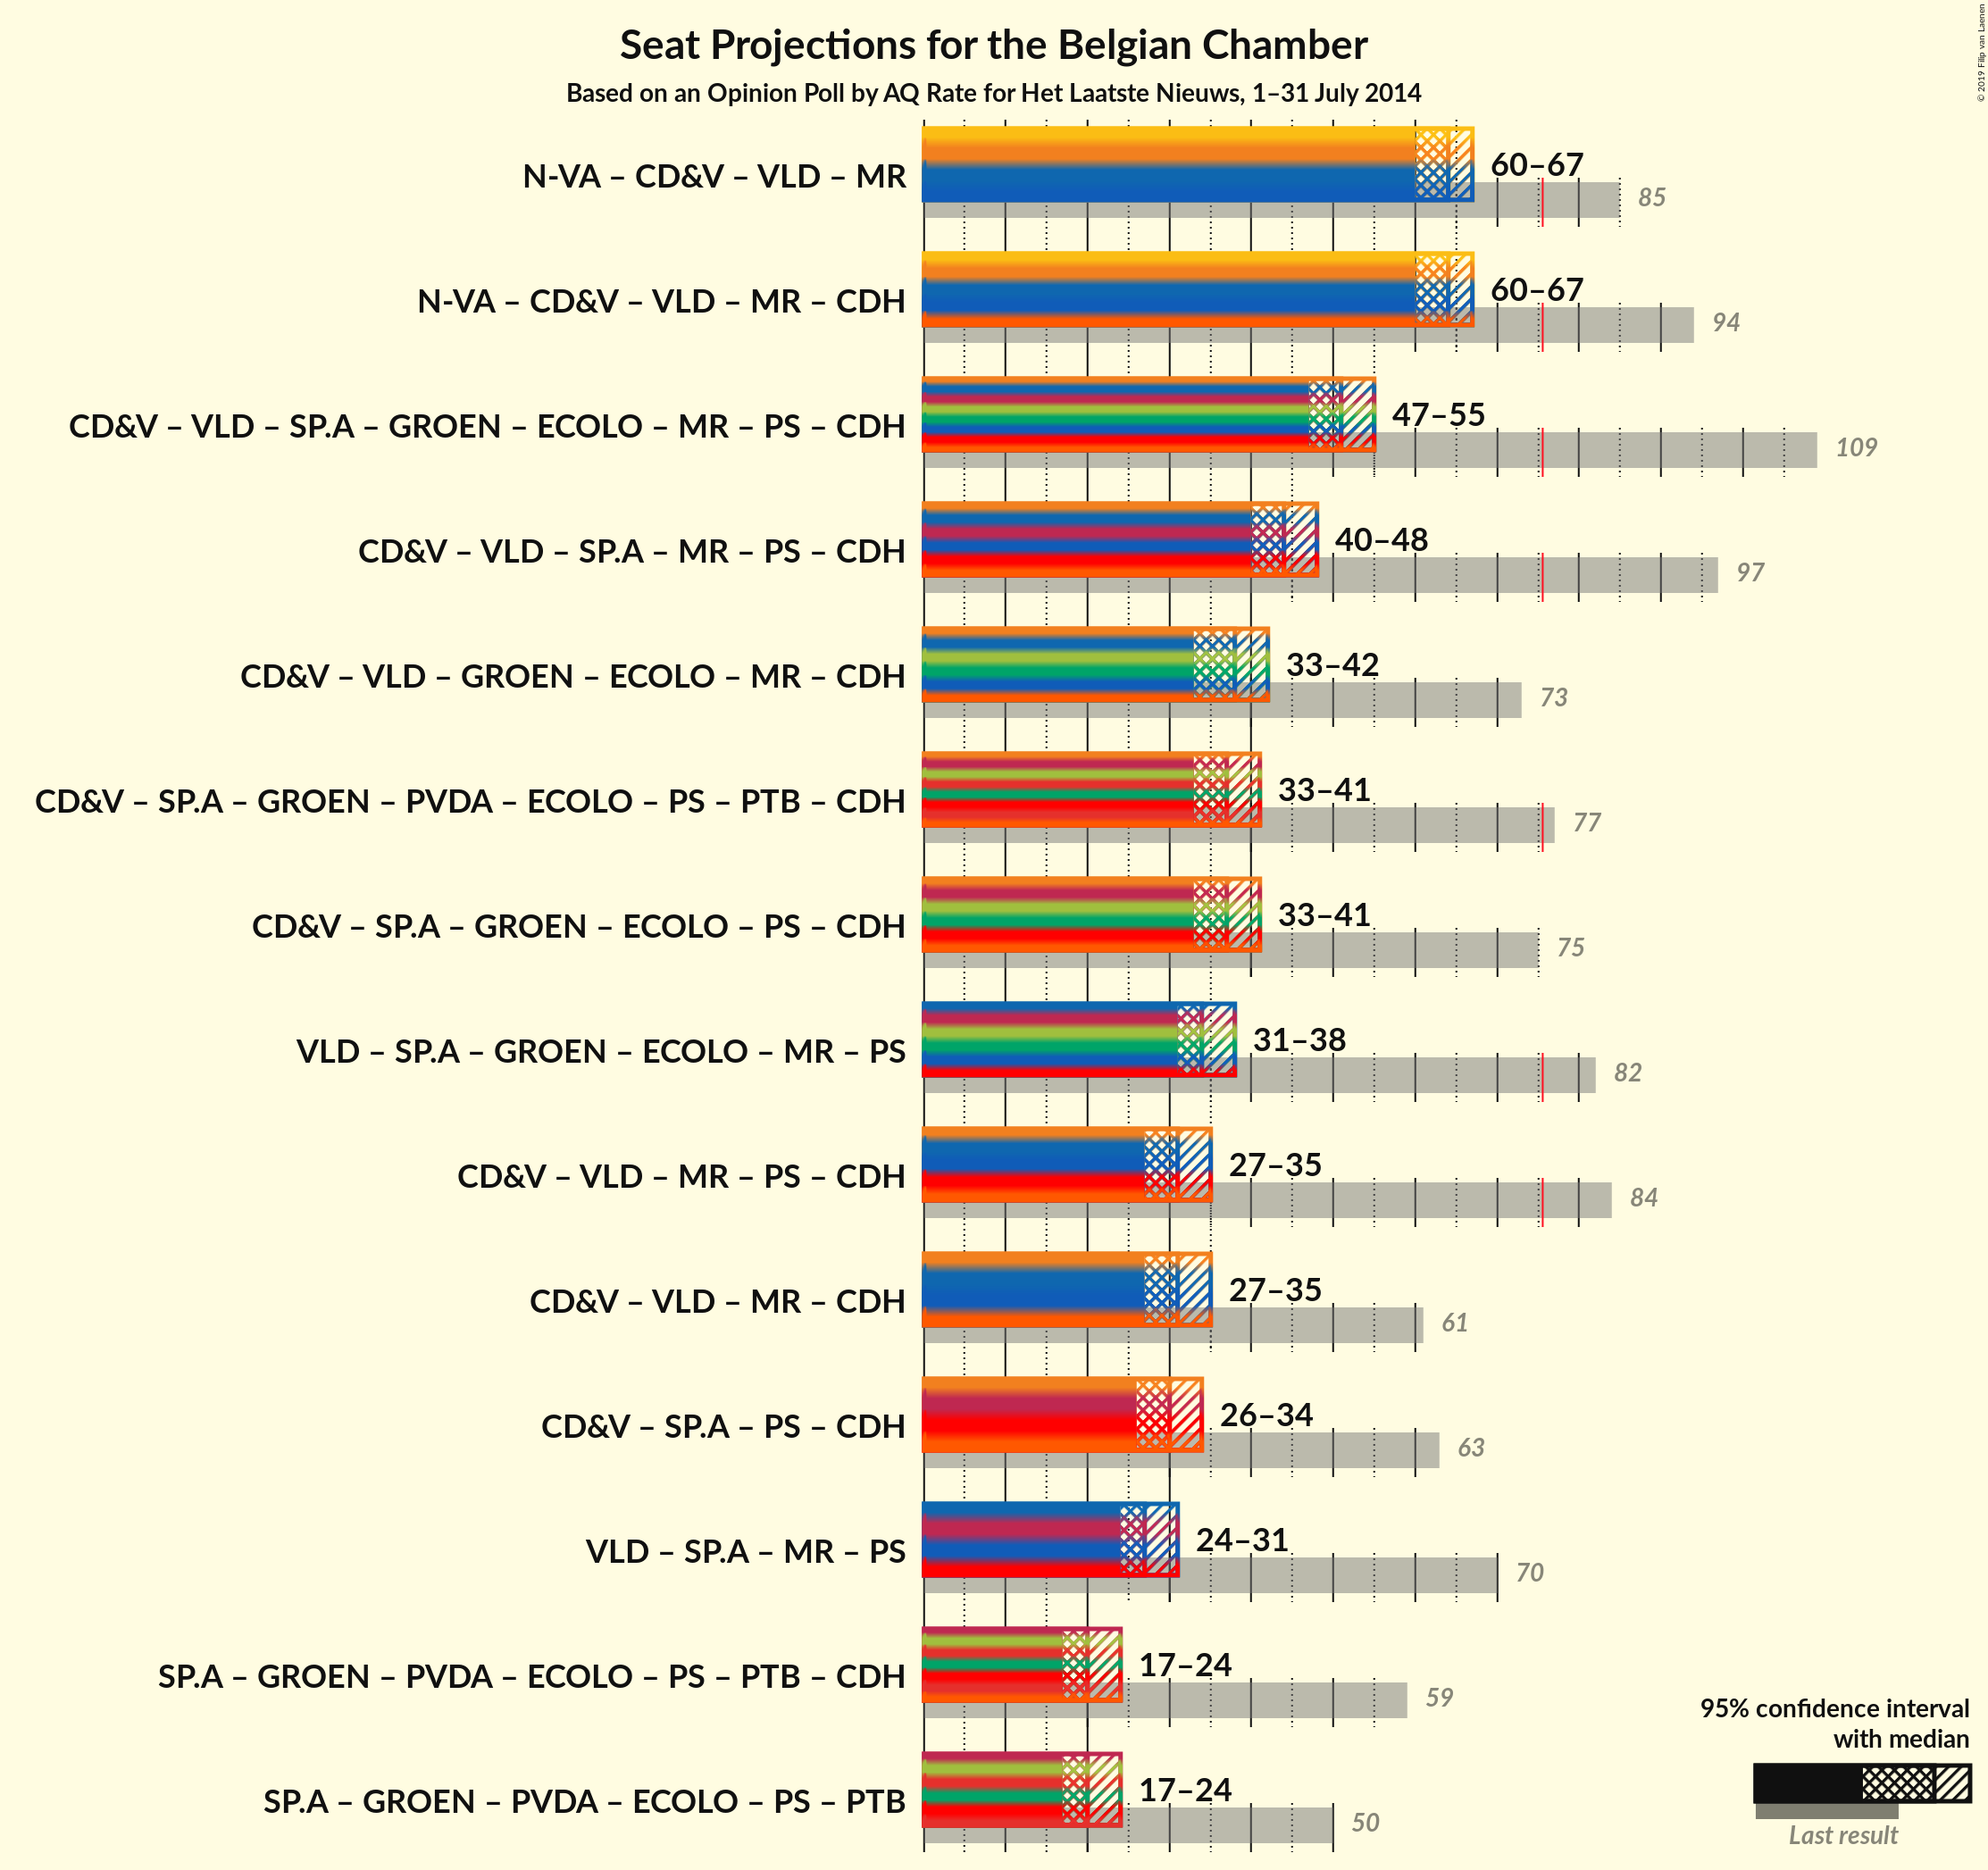 Seat Projections for the Belgian Chamber
Based on an Opinion Poll by AQ Rate for Het Laatste Nieuws, 1–31 July 2014
© 2019 Filip van Laenen
N-VA – CD&V – VLD – MR
60–67
85
N-VA – CD&V – VLD – MR – CDH
60–67
94
CD&V – VLD – SP.A – GROEN – ECOLO – MR – PS – CDH
47–55
109
CD&V – VLD – SP.A – MR – PS – CDH
40–48
97
CD&V – VLD – GROEN – ECOLO – MR – CDH
33–42
73
CD&V – SP.A – GROEN – PVDA – ECOLO – PS – PTB – CDH
33–41
77
CD&V – SP.A – GROEN – ECOLO – PS – CDH
33–41
75
VLD – SP.A – GROEN – ECOLO – MR – PS
31–38
82
CD&V – VLD – MR – PS – CDH
27–35
84
CD&V – VLD – MR – CDH
27–35
61
CD&V – SP.A – PS – CDH
26–34
63
VLD – SP.A – MR – PS
24–31
70
SP.A – GROEN – PVDA – ECOLO – PS – PTB – CDH
17–24
59
SP.A – GROEN – PVDA – ECOLO – PS – PTB
17–24
50
95% confidence interval
with median
Last result